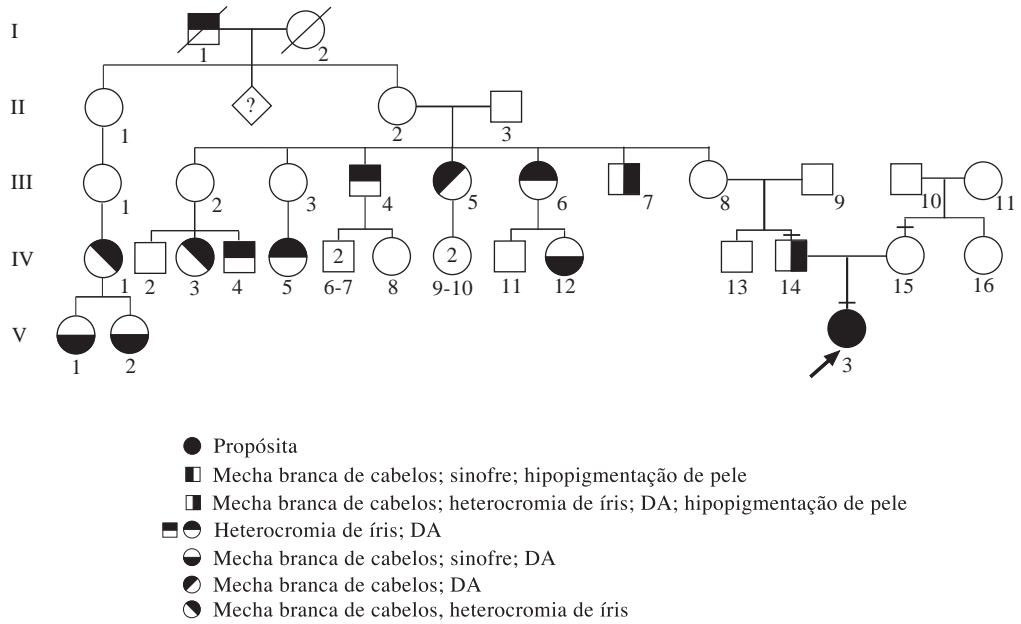 I
1 2
II
1 ? 2 3
III
1 2 3 4 5 6 7 8 9 10 11
IV
1 2 3 4 5 2 6-7 8 2 9-10 11 12 13 14 15 16
V
1 2 3
Propósita
Mecha branca de cabelos; sinofre; hipopigmentação de pele
Mecha branca de cabelos; heterocromia de íris; DA; hipopigmentação de pele
Heterocromia de íris; DA
Mecha branca de cabelos; sinofre; DA
Mecha branca de cabelos; DA
Mecha branca de cabelos, heterocromia de íris